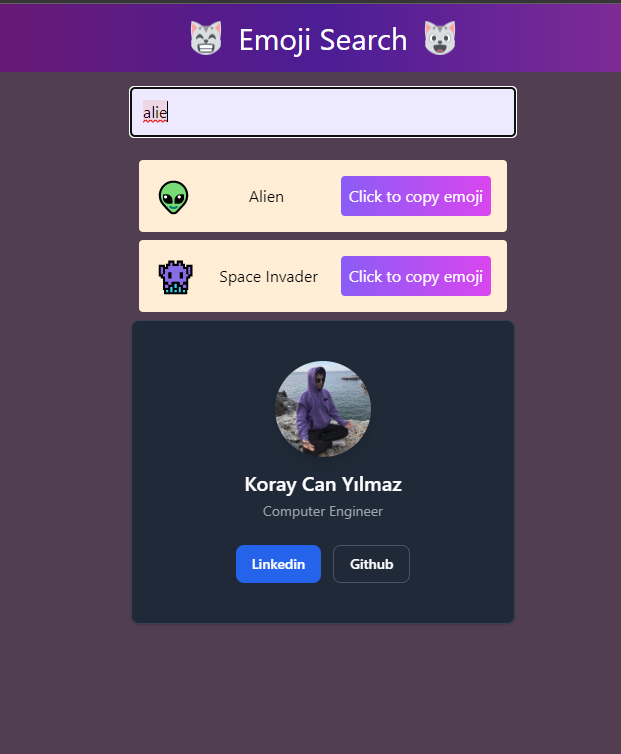 Emoji Search
alie
Alien Click to copy emoji
Space Invader Click to copy emoji
Koray Can Yılmaz
Computer Engineer
Linkedin Github